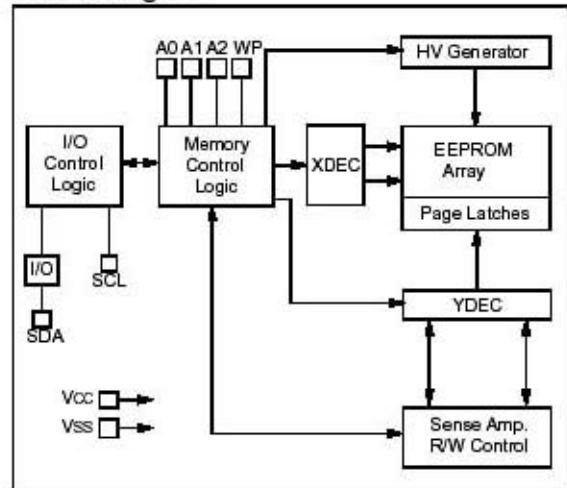 A0 A1 A2 WP
HV Generator
I/O
Control
Logic
Memory
Control
Logic
XDEC
EEPROM
Array
Page Latches
I/O
SCL
SDA
YDEC
Vcc
Vss
Sense Amp.
R/W Control